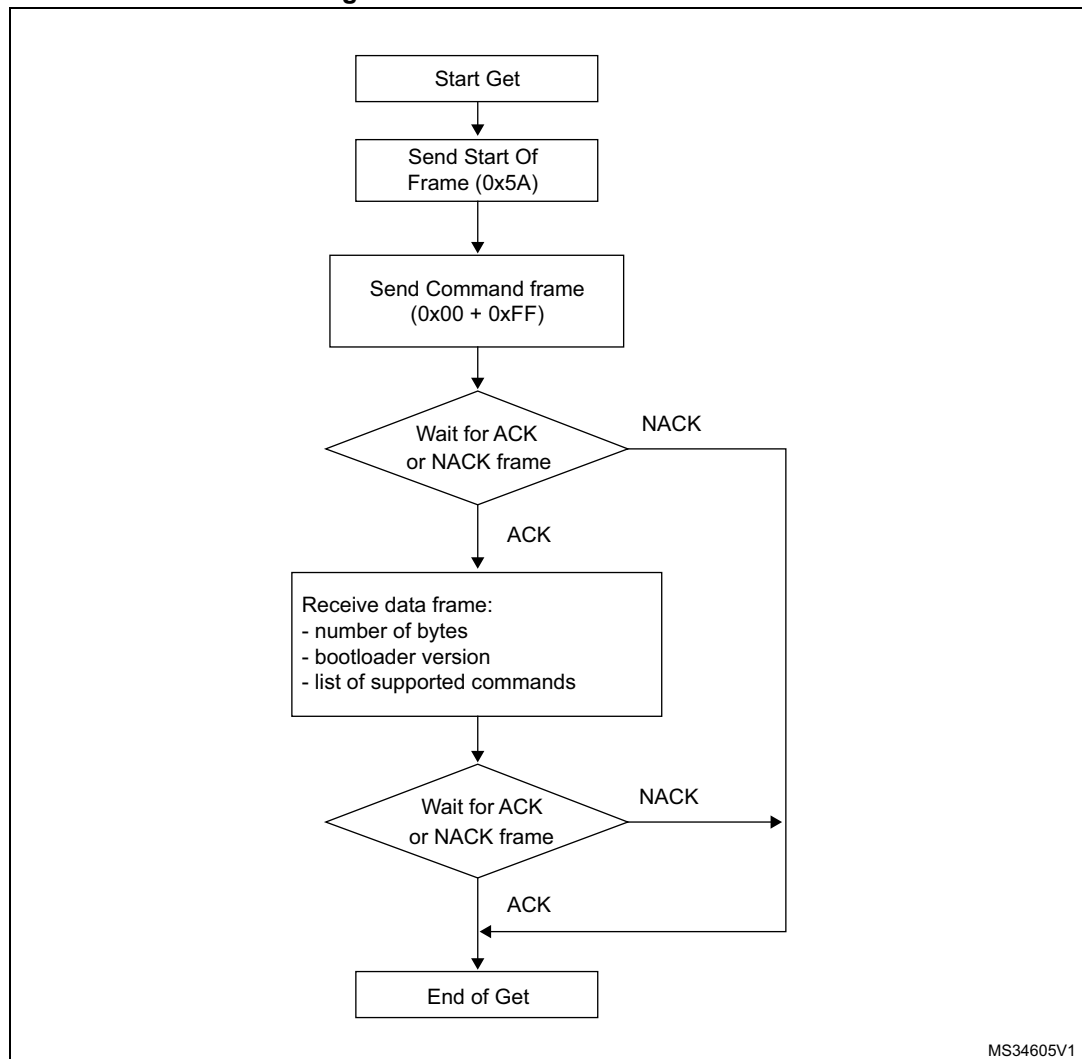 Start Get
Send Start Of
Frame (0x5A)
Send Command frame
(0x00 + 0xFF)
Wait for ACK
or NACK frame
NACK
ACK
Receive data frame:
- number of bytes
- bootloader version
- list of supported commands
Wait for ACK
or NACK frame
NACK
ACK
End of Get
MS34605V1